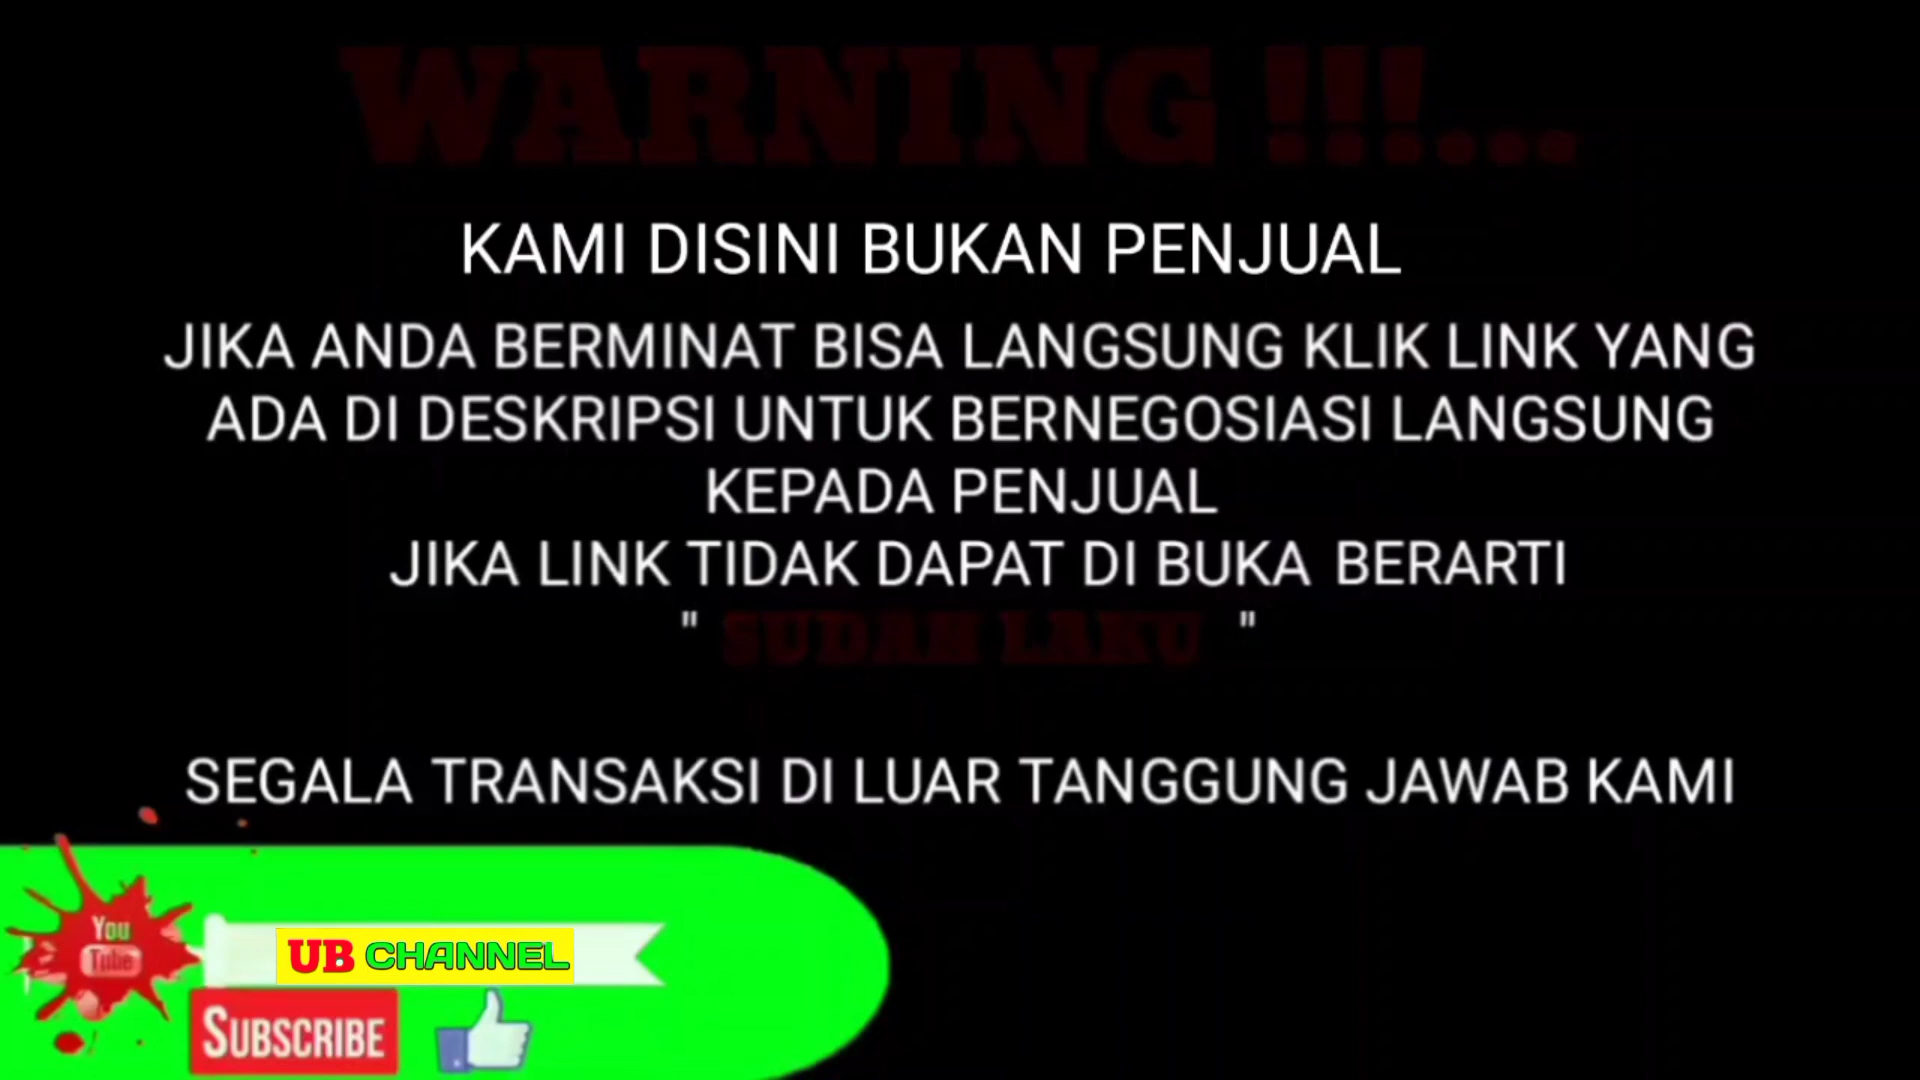 WARNING !!!...
KAMI DISINI BUKAN PENJUAL
JIKA ANDA BERMINAT BISA LANGSUNG KLIK LINK YANG
ADA DI DESKRIPSI UNTUK BERNEGOSIASI LANGSUNG
KEPADA PENJUAL
JIKA LINK TIDAK DAPAT DI BUKA BERARTI
" SUDAH LAKU "
SEGALA TRANSAKSI DI LUAR TANGGUNG JAWAB KAMI
You
Tube
UB CHANNEL
SUBSCRIBE